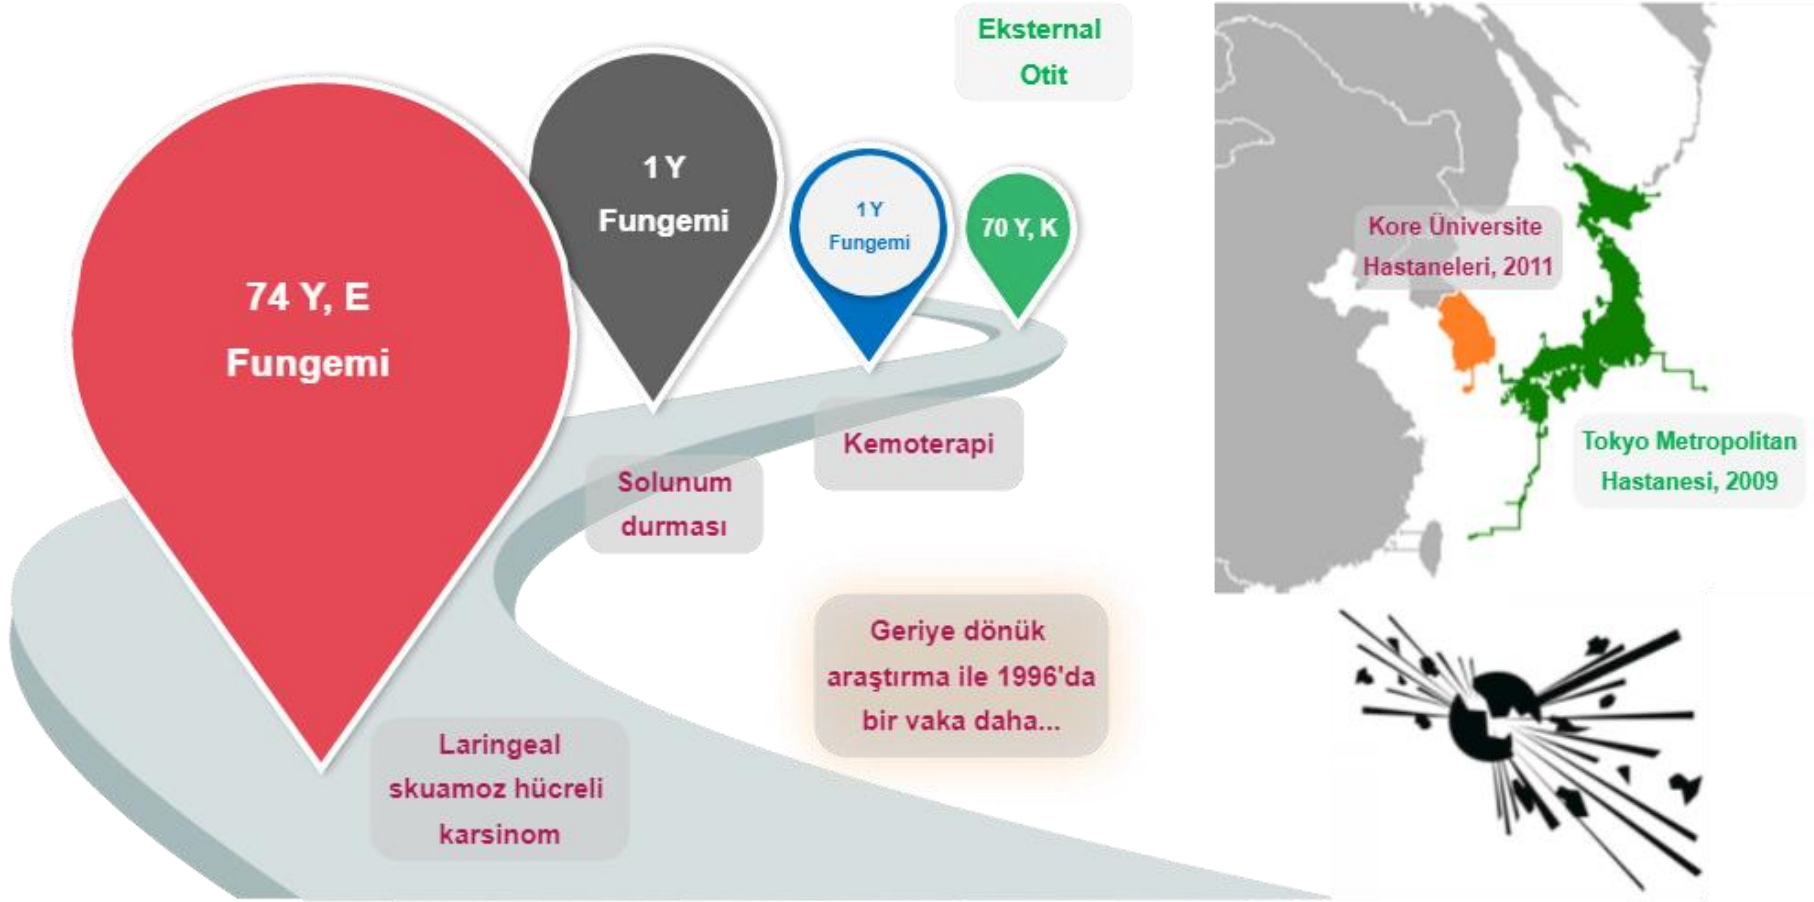 Eksternal
Otit
70 Y, K
1 Y
Fungemi
Kemoterapi
1 Y
Fungemi
Solunum
durması
74 Y, E
Fungemi
Laringeal
skuamoz hücreli
karsinom
Geriye dönük
araştırma ile 1996'da
bir vaka daha...
Kore Üniversite
Hastaneleri, 2011
Tokyo Metropolitan
Hastanesi, 2009